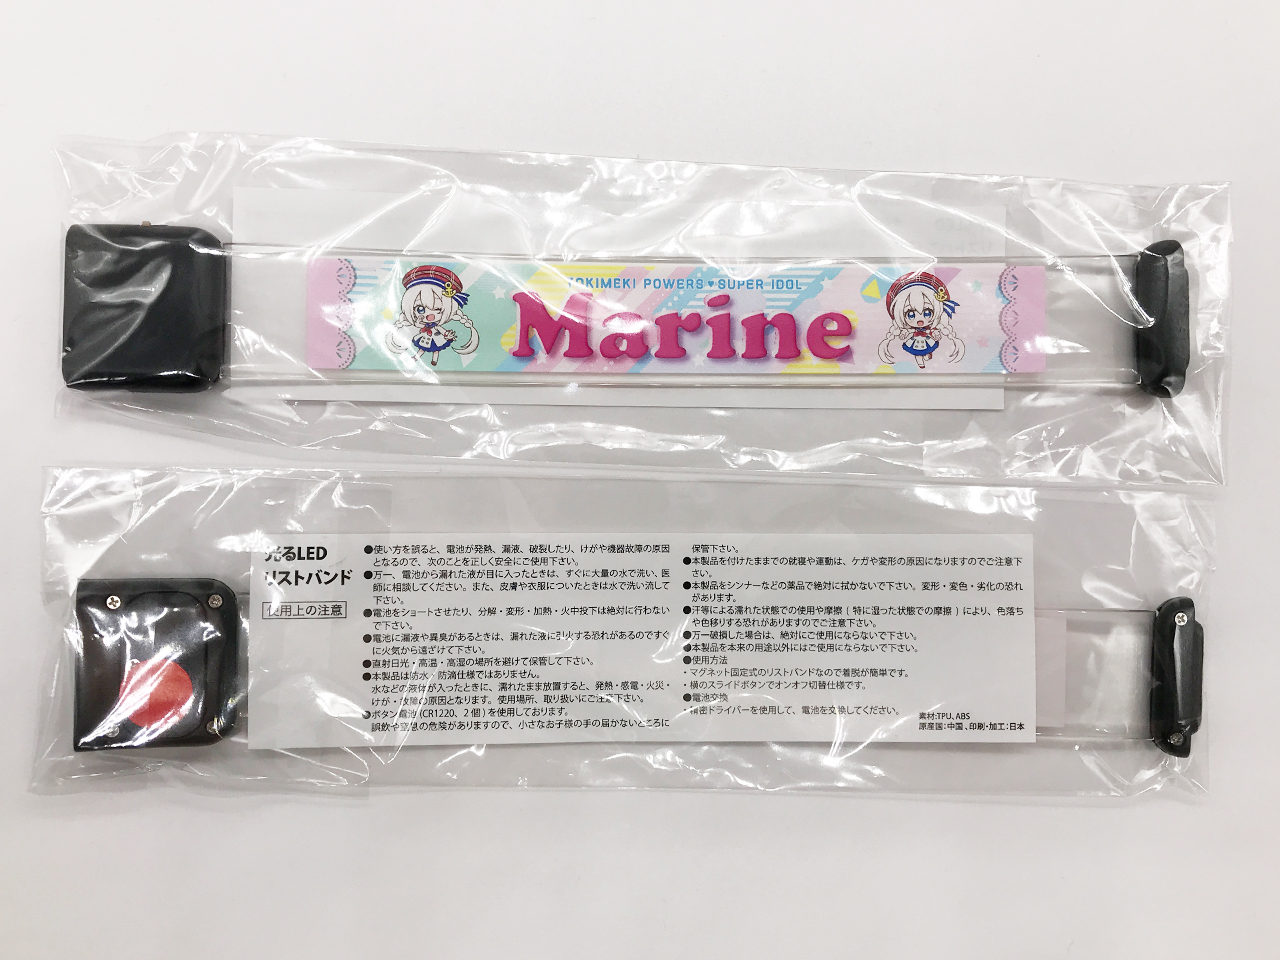 TOKIMEKI POWERS♥SUPER IDOL
Marine
光るLED
リストバンド
使用上の注意
●使い方を誤ると、電池が発熱、漏液、破裂したり、けがや機器故障の原因
となるので、次のことを正しく安全にご使用下さい。
●万一、電池から漏れた液が目に入ったときは、すぐに大量の水で洗い、医
師に相談してください。また、皮膚や衣服についたときは水で洗い流して
下さい。
●電池をショートさせたり、分解・変形・加熱・火中投下は絶対に行わない
で下さい。
●電池に漏液や異臭があるときは、漏れた液に引火する恐れがあるのですぐ
に火気から遠ざけて下さい。
●直射日光・高温・高湿の場所を避けて保管して下さい。
●本製品は防水・防滴仕様ではありません。
水などの液体が入ったときに、濡れたまま放置すると、発熱・感電・火災・
けが・故障の原因となります。使用場所、取り扱いにご注意下さい。
●ボタン電池(CR1220、2個)を使用しております。
誤飲や窒息の危険がありますので、小さなお子様の手の届かないところに
保管下さい。
●本製品を付けたままでの就寝や運動は、ケガや変形の原因になりますのでご注意下
さい。
●本製品をシンナーなどの薬品で絶対に拭かないで下さい。変形・変色・劣化の恐れ
があります。
●汗等による濡れた状態での使用や摩擦(特に湿った状態での摩擦)により、色落ち
や色移りする恐れがありますのでご注意下さい。
●万一破損した場合は、絶対にご使用にならないで下さい。
●本製品を本来の用途以外にはご使用にならないで下さい。
●使用方法
・マグネット固定式のリストバンドなので着脱が簡単です。
・横のスライドボタンでオンオフ切替仕様です。
●電池交換
・精密ドライバーを使用して、電池を交換してください。
素材:TPU、ABS
原産国:中国、印刷・加工:日本